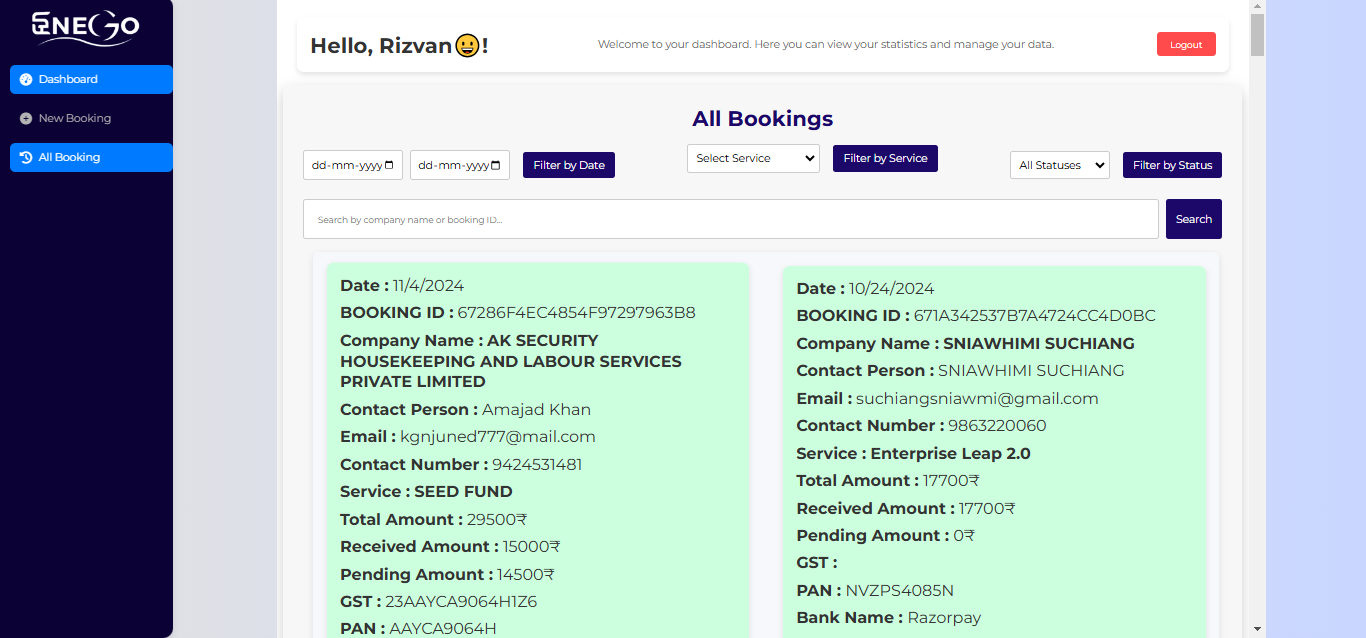 ENEGO
Dashboard
New Booking
All Booking
Hello, Rizvan😀!
Welcome to your dashboard. Here you can view your statistics and manage your data.
Logout
All Bookings
dd-mm-yyyy
dd-mm-yyyy
Filter by Date
Select Service
Filter by Service
All Statuses
Filter by Status
Search by company name or booking ID...
Search
Date : 11/4/2024
BOOKING ID : 67286F4EC4854F97297963B8
Company Name : AK SECURITY
HOUSEKEEPING AND LABOUR SERVICES
PRIVATE LIMITED
Contact Person : Amajad Khan
Email : kgnjuned777@mail.com
Contact Number : 9424531481
Service : SEED FUND
Total Amount : 29500₹
Received Amount : 15000₹
Pending Amount : 14500₹
GST : 23AAYCA9064H1Z6
PAN : AAYCA9064H
Date : 10/24/2024
BOOKING ID : 671A342537B7A4724CC4D0BC
Company Name : SNIAWHIMI SUCHIANG
Contact Person : SNIAWHIMI SUCHIANG
Email : suchiangsniawmi@gmail.com
Contact Number : 9863220060
Service : Enterprise Leap 2.0
Total Amount : 17700₹
Received Amount : 17700₹
Pending Amount : 0₹
GST :
PAN : NVZPS4085N
Bank Name : Razorpay